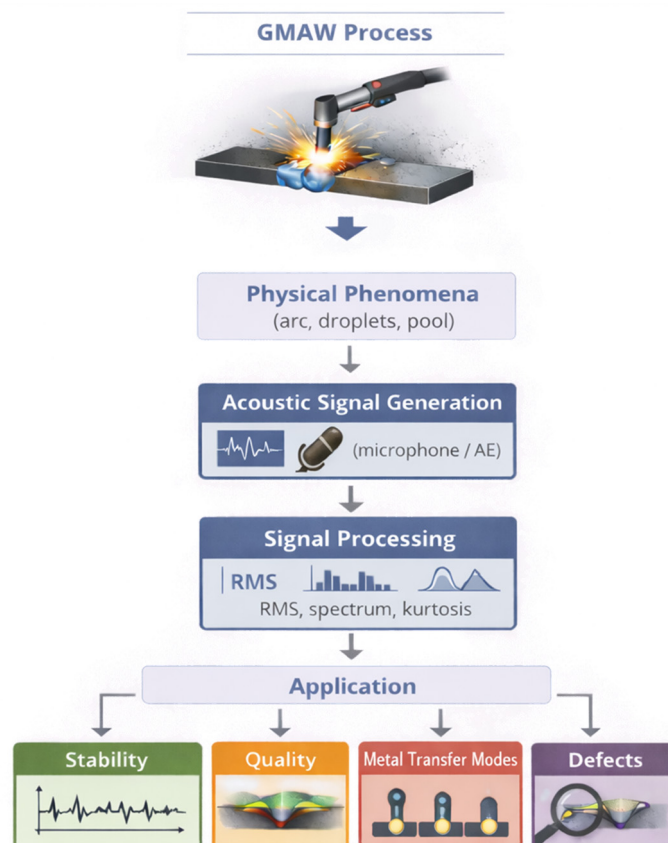 GMAW Process
Physical Phenomena
(arc, droplets, pool)
Acoustic Signal Generation
(microphone / AE)
Signal Processing
RMS
RMS, spectrum, kurtosis
Application
Stability
Quality
Metal Transfer Modes
Defects